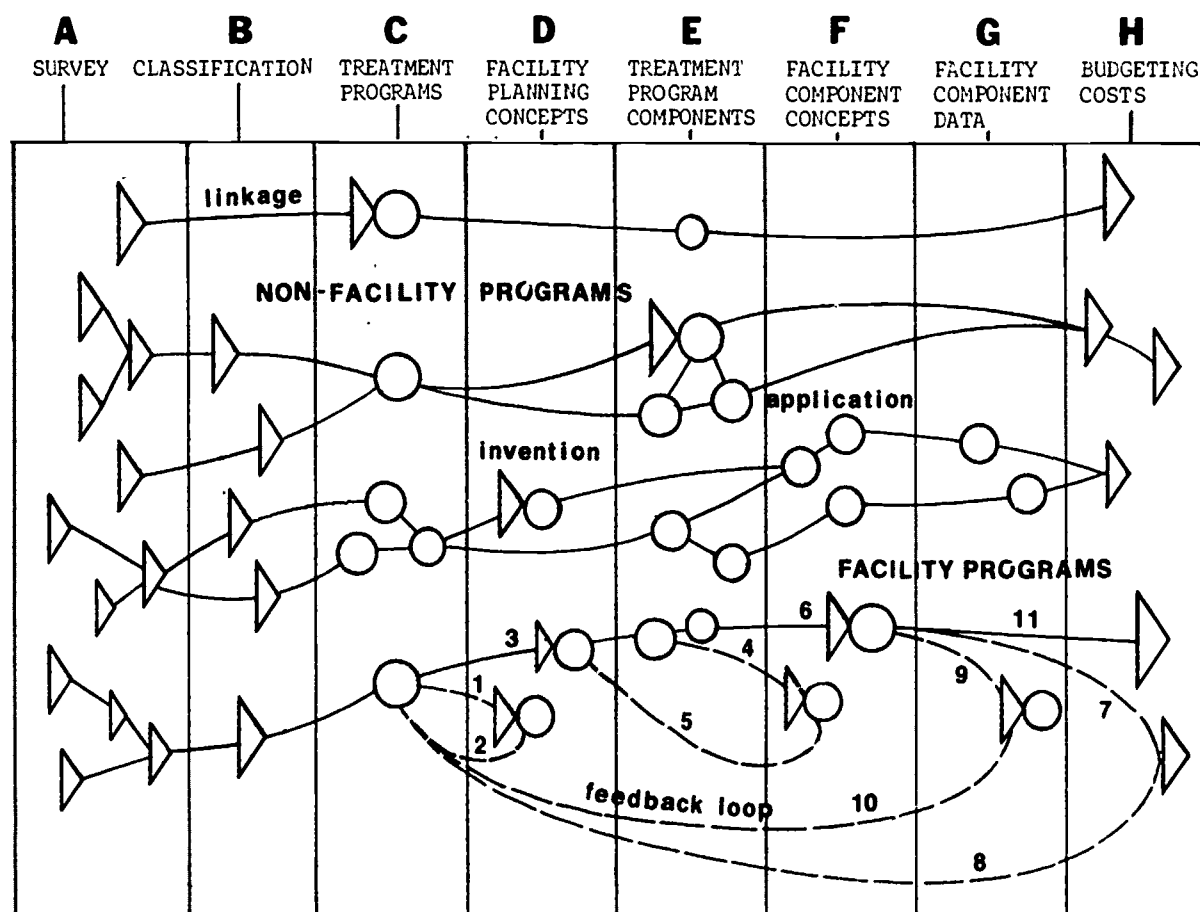 A B C D E F G H
SURVEY CLASSIFICATION TREATMENT FACILITY TREATMENT FACILITY FACILITY BUDGETING
PROGRAMS PLANNING PROGRAM COMPONENT COMPONENT COSTS
CONCEPTS COMPONENTS CONCEPTS DATA
linkage
NON-FACILITY PROGRAMS
application
invention
FACILITY PROGRAMS
6
11
3
4
9
1
7
5
2
feedback loop
10
8